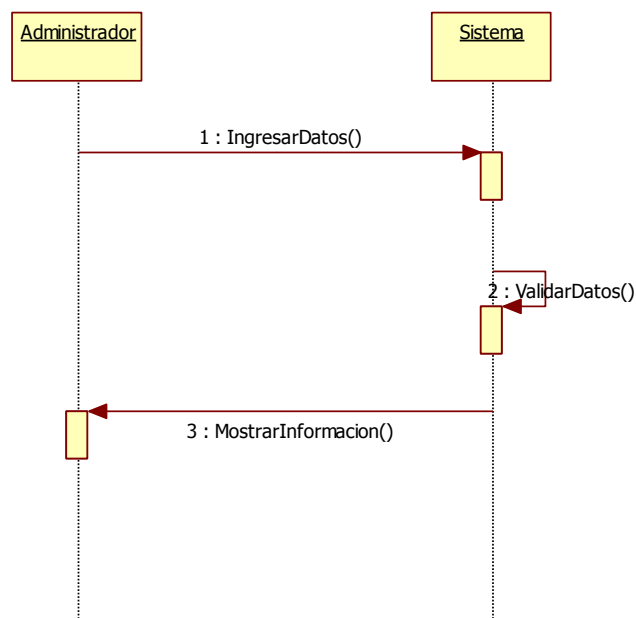 Administrador
Sistema
1 : IngresarDatos()
2 : ValidarDatos()
3 : MostrarInformacion()